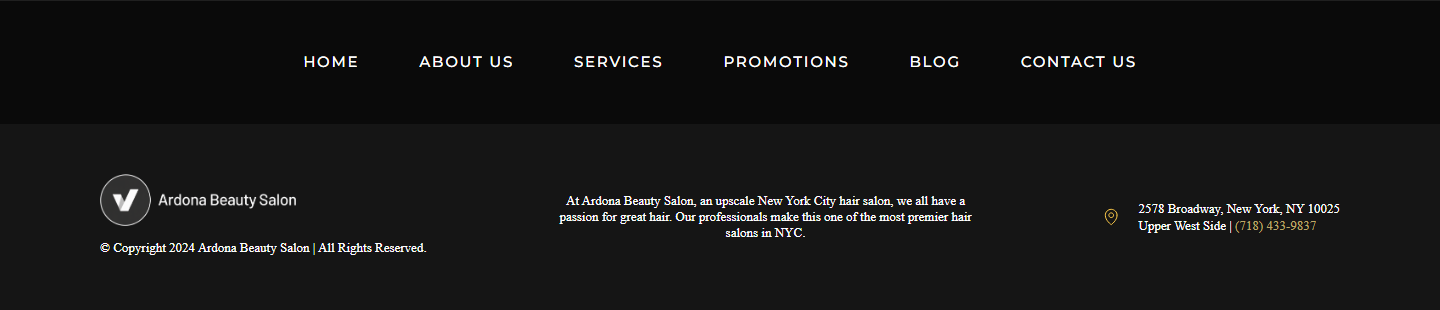 HOME ABOUT US SERVICES PROMOTIONS BLOG CONTACT US
Ardona Beauty Salon
© Copyright 2024 Ardona Beauty Salon | All Rights Reserved.
At Ardona Beauty Salon, an upscale New York City hair salon, we all have a
passion for great hair. Our professionals make this one of the most premier hair
salons in NYC.
2578 Broadway, New York, NY 10025
Upper West Side | (718) 433-9837